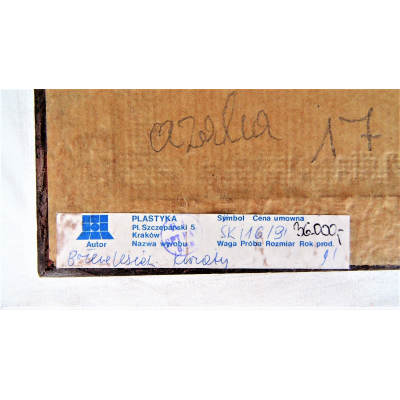 azalia 17
PLASTYKA Symbol Cena umowna
Pl. Szczepański 5 SK/16/91 36.000,-
Kraków
Autor Nazwa wyrobu Waga Próba Rozmiar Rok prod.
Kwiaty 91